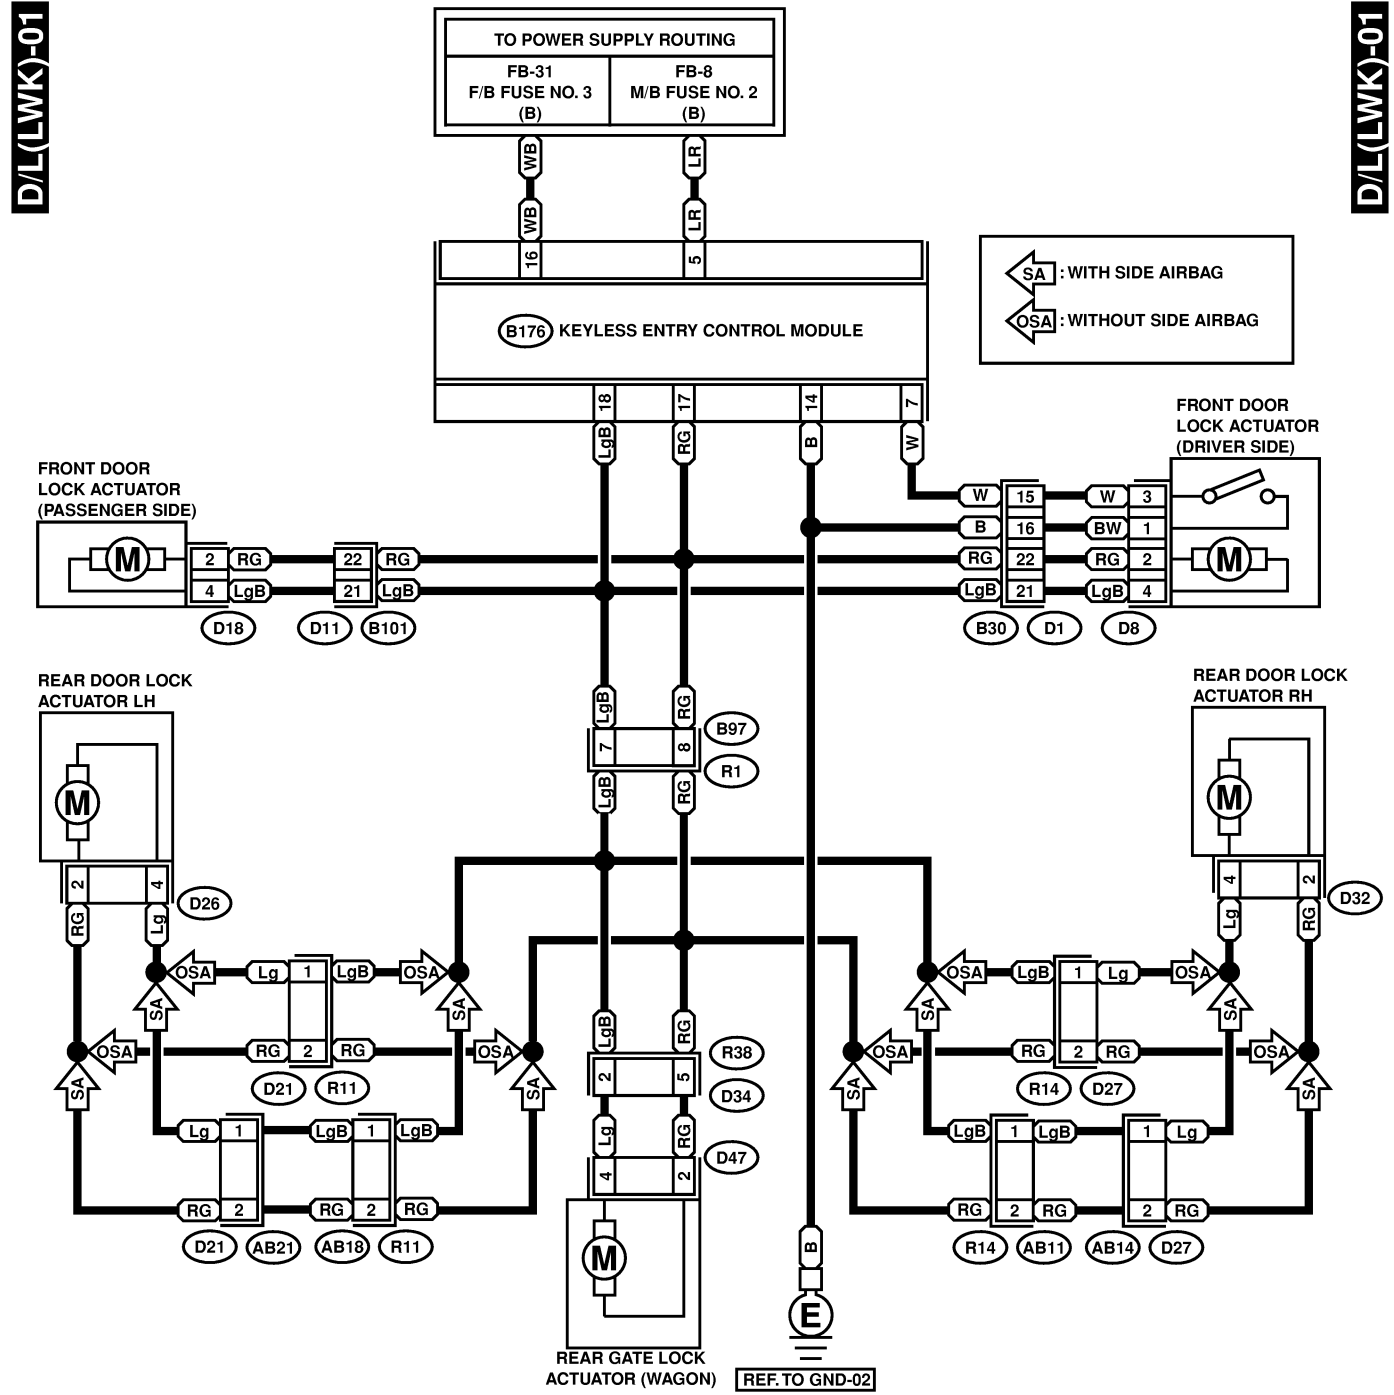 D/L(LWK)-01
D/L(LWK)-01
TO POWER SUPPLY ROUTING
FB-31
F/B FUSE NO. 3
(B)
FB-8
M/B FUSE NO. 2
(B)
WB
LR
WB
LR
16
5
B176 KEYLESS ENTRY CONTROL MODULE
18
17
14
7
SA : WITH SIDE AIRBAG
OSA : WITHOUT SIDE AIRBAG
LgB
RG
B
W
FRONT DOOR
LOCK ACTUATOR
(DRIVER SIDE)
FRONT DOOR
LOCK ACTUATOR
(PASSENGER SIDE)
W 15 W 3
B 16 BW 1
M 2 RG 22 RG
RG 22 RG 2 M
4 LgB 21 LgB
LgB 21 LgB 4
D18 D11 B101
B30 D1 D8
REAR DOOR LOCK
ACTUATOR LH
REAR DOOR LOCK
ACTUATOR RH
LgB RG
B97
7 8
R1
LgB RG
M
M
2 4
D26
4 2
D32
RG Lg
Lg RG
OSA Lg 1 LgB OSA
OSA LgB 1 Lg OSA
SA SA
SA SA
OSA RG 2 RG OSA
OSA RG 2 RG OSA
LgB RG
R38
2 5
D34
D21 R11
R14 D27
SA SA
SA SA
Lg 1 LgB 1 LgB
LgB 1 LgB 1 Lg
Lg RG
D47
4 2
RG 2 RG 2 RG
RG 2 RG 2 RG
D21 AB21 AB18 R11
R14 AB11 AB14 D27
M
B
E
REAR GATE LOCK
ACTUATOR (WAGON)
REF. TO GND-02